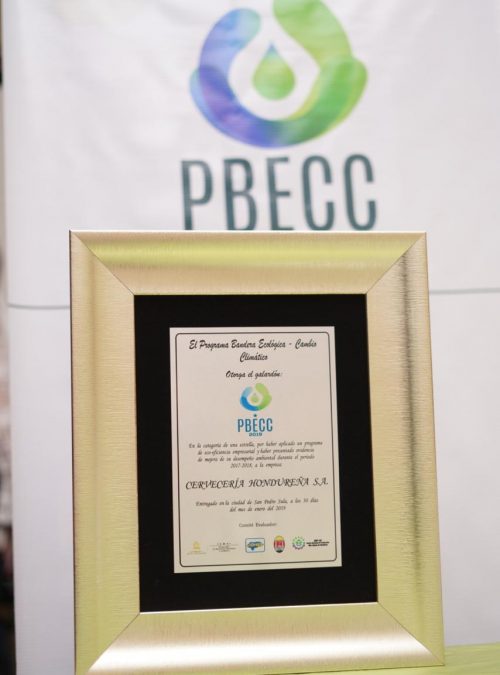 PBECC
El Programa Bandera Ecológica - Cambio
Climático
Otorga el galardón:
PBECC
2019
En la categoría de una estrella, por haber aplicado un programa
de eco-eficiencia empresarial y haber presentado evidencia
de mejora de su desempeño ambiental durante el periodo
2017-2018, a la empresa:
CERVECERÍA HONDUREÑA S.A.
Entregado en la ciudad de San Pedro Sula, a los 30 días
del mes de enero del 2019
Comité Evaluador: